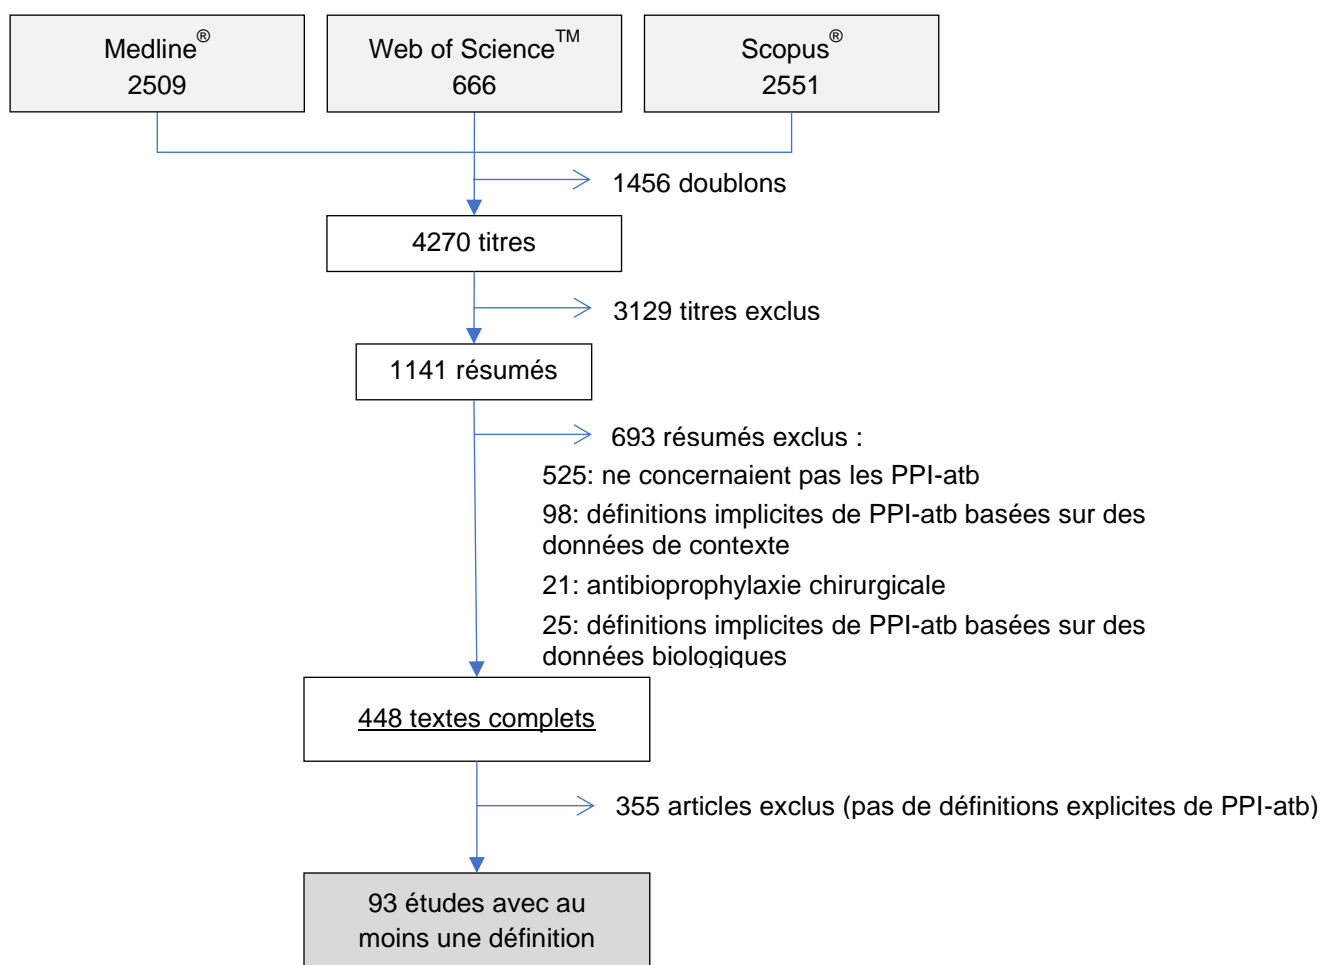 Medline®
2509
Web of Science™
666
Scopus®
2551
1456 doublons
4270 titres
3129 titres exclus
1141 résumés
693 résumés exclus :
525: ne concernaient pas les PPI-atb
98: définitions implicites de PPI-atb basées sur des
données de contexte
21: antibioprophylaxie chirurgicale
25: définitions implicites de PPI-atb basées sur des
données biologiques
448 textes complets
355 articles exclus (pas de définitions explicites de PPI-atb)
93 études avec au
moins une définition